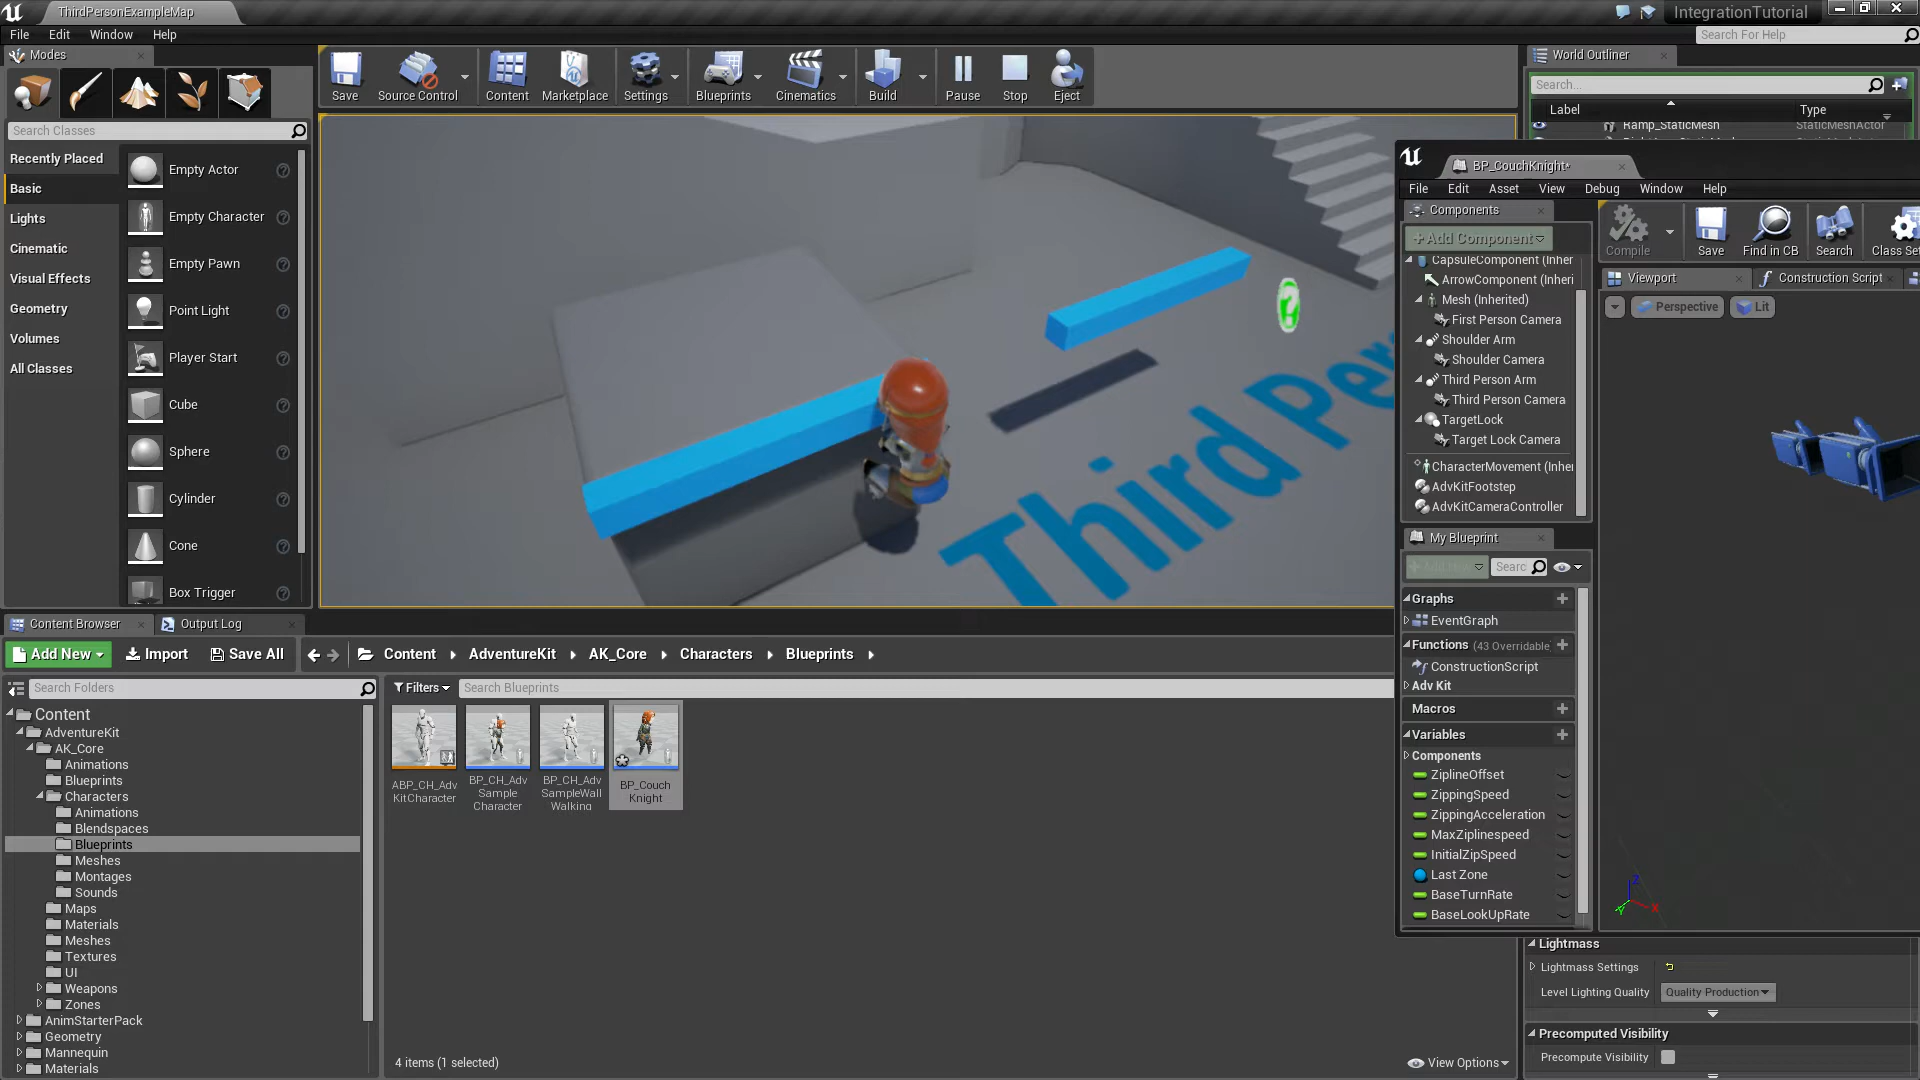 ThirdPersonExampleMap
IntegrationTutorial
File Edit Window Help
Search For Help
Modes
Search Classes
Recently Placed
Basic
Lights
Cinematic
Visual Effects
Geometry
Volumes
All Classes
Empty Actor
Empty Character
Empty Pawn
Point Light
Player Start
Cube
Sphere
Cylinder
Cone
Box Trigger
Save
Source Control
Content
Marketplace
Settings
Blueprints
Cinematics
Build
Pause
Stop
Eject
Third Per
World Outliner
Search...
Label Type
Ramp_StaticMesh StaticMeshActor
BP_CouchKnight*
File Edit Asset View Debug Window Help
Components
+Add Component
CapsuleComponent (Inher
ArrowComponent (Inheri
Mesh (Inherited)
First Person Camera
Shoulder Arm
Shoulder Camera
Third Person Arm
Third Person Camera
TargetLock
Target Lock Camera
CharacterMovement (Inher
AdvKitFootstep
AdvKitCameraController
Compile
Save
Find in CB
Search
Class Set
Viewport
Construction Script
Perspective
Lit
My Blueprint
Searc
Graphs
EventGraph
Functions (43 Overridable
ConstructionScript
Adv Kit
Macros
Variables
Components
ZiplineOffset
ZippingSpeed
ZippingAcceleration
MaxZiplinespeed
InitialZipSpeed
Last Zone
BaseTurnRate
BaseLookUpRate
Z
X
Y
Content Browser
Output Log
Add New
Import
Save All
Content AdventureKit AK_Core Characters Blueprints
Search Folders
Filters
Search Blueprints
Content
AdventureKit
AK_Core
Animations
Blueprints
Characters
Animations
Blendspaces
Blueprints
Meshes
Montages
Sounds
Maps
Materials
Meshes
Textures
UI
Weapons
Zones
AnimStarterPack
Geometry
Mannequin
Materials
ABP_CH_Adv
KitCharacter
BP_CH_Adv
Sample
Character
BP_CH_Adv
SampleWall
Walking
BP_Couch
Knight
4 items (1 selected)
View Options
Lightmass
Lightmass Settings
Level Lighting Quality Quality Production
Precomputed Visibility
Precompute Visibility